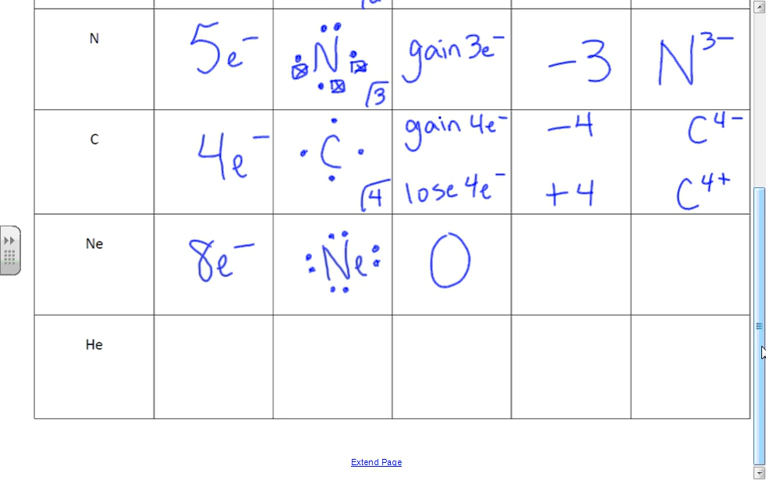 N
5e⁻
N
√3
gain 3e⁻
-3
N³⁻
C
4e⁻
C
√4
gain 4e⁻
-4
C⁴⁻
lose 4e⁻
+4
C⁴⁺
Ne
8e⁻
Ne
0
He
Extend Page